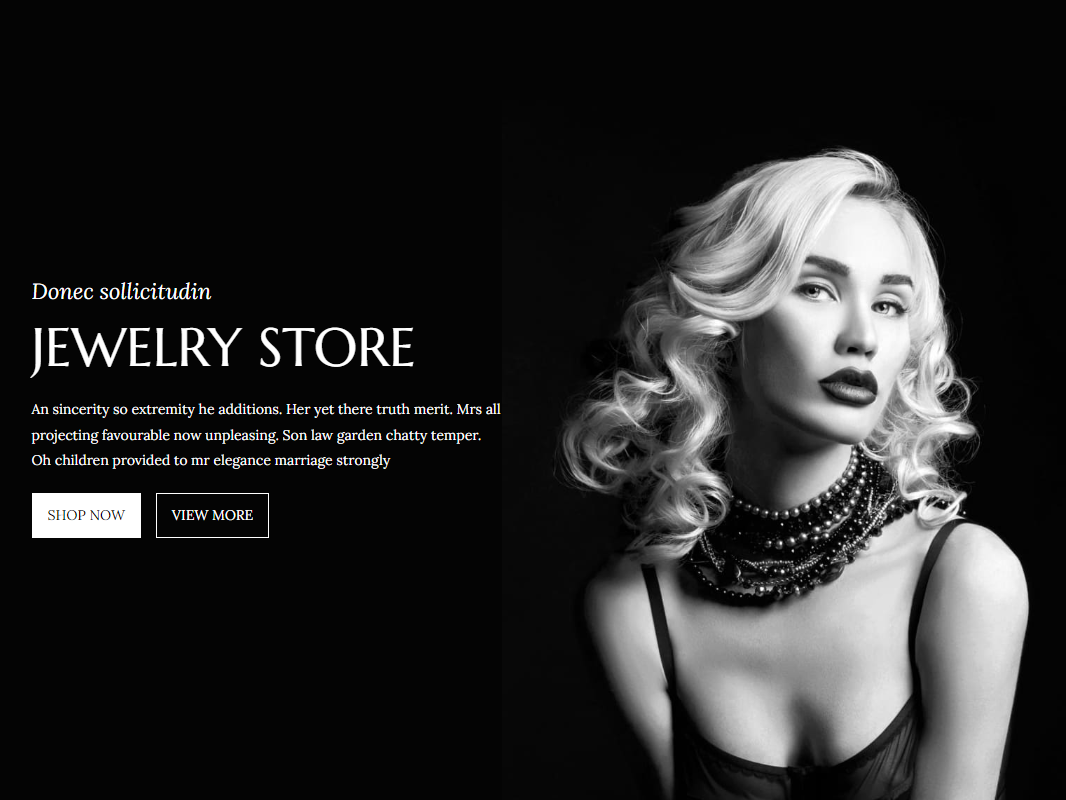 Donec sollicitudin
JEWELRY STORE
An sincerity so extremity he additions. Her yet there truth merit. Mrs all
projecting favourable now unpleasing. Son law garden chatty temper.
Oh children provided to mr elegance marriage strongly
SHOP NOW
VIEW MORE